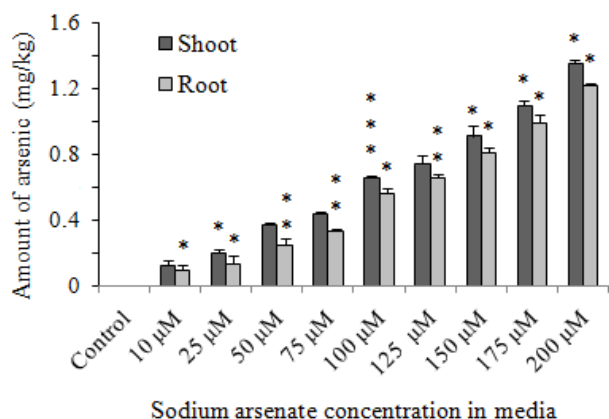 Amount of arsenic (mg/kg)
1.6
1.2
0.8
0.4
0
Shoot
Root
*
* *
* *
* *
* * * *
* *
* *
* *
* *
Control
10 µM
25 µM
50 µM
75 µM
100 µM
125 µM
150 µM
175 µM
200 µM
Sodium arsenate concentration in media